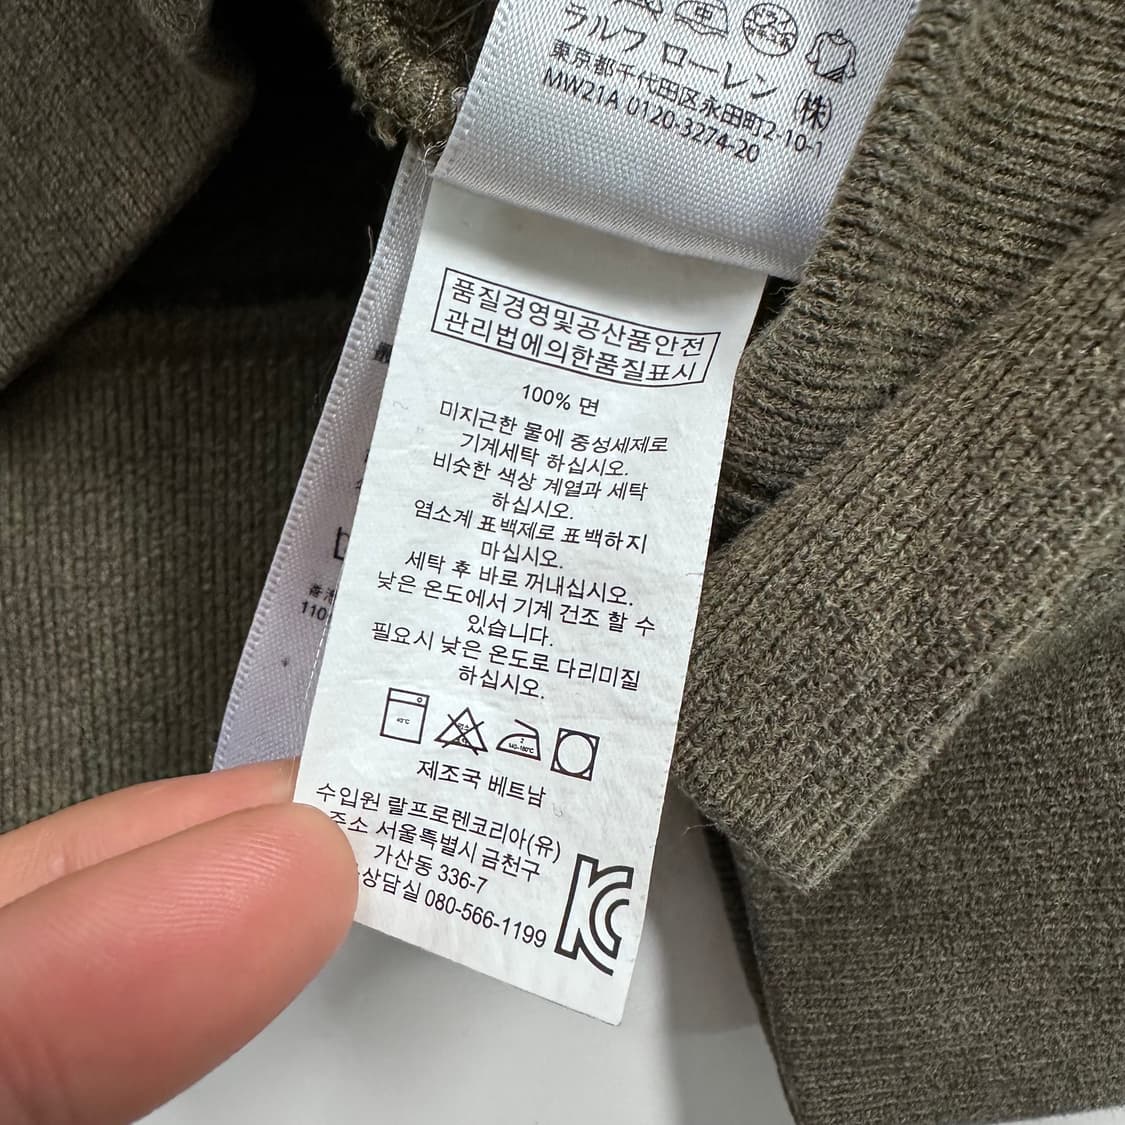 ラルフ ローレン (株)
東京都千代田区永田町2-10-1
MW21A 0120-3274-20
품질경영및공산품안전
관리법에의한품질표시
100% 면
미지근한 물에 중성세제로
기계세탁 하십시오.
비슷한 색상 계열과 세탁
하십시오.
염소계 표백제로 표백하지
마십시오.
세탁 후 바로 꺼내십시오.
낮은 온도에서 기계 건조 할 수
있습니다.
필요시 낮은 온도로 다리미질
하십시오.
40℃
제조국 베트남
수입원 랄프로렌코리아(유)
주소 서울특별시 금천구
가산동 336-7
상담실 080-566-1199
KC
110-